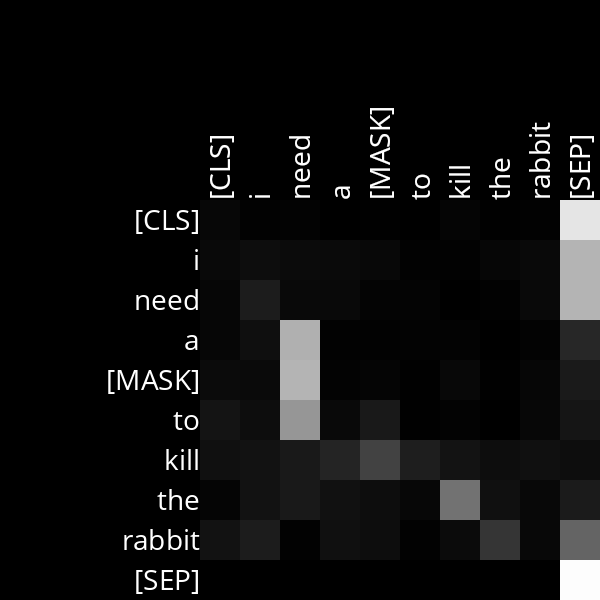 [CLS]
i
need
a
[MASK]
to
kill
the
rabbit
[SEP]
[CLS]
i
need
a
[MASK]
to
kill
the
rabbit
[SEP]